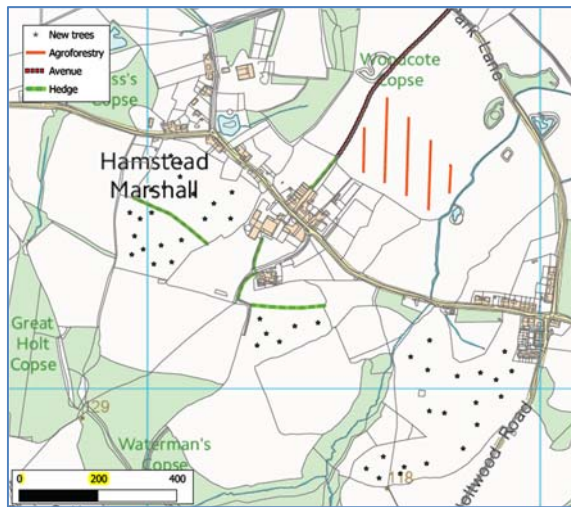 New trees
Agroforestry
Avenue
Hedge
ss's
Copse
Woodcote
Copse
Park Lane
Hamstead
Marshall
Great
Holt
Copse
129
Waterman's
Copse
118
oltwood Road
0 200 400